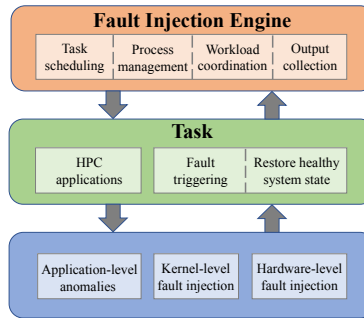 Fault Injection Engine
Task scheduling
Process management
Workload coordination
Output collection
Task
HPC applications
Fault triggering
Restore healthy system state
Application-level anomalies
Kernel-level fault injection
Hardware-level fault injection